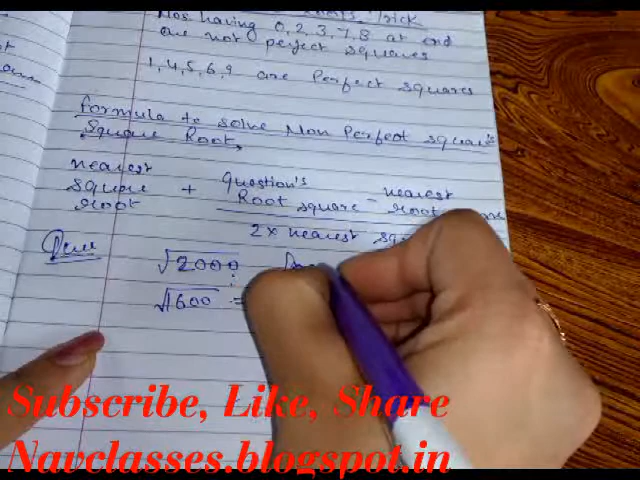 Nos having 0, 2, 3, 7, 8 at end
are not perfect squares
1, 4, 5, 6, 9 are Perfect squares
Formula to solve Non Perfect square's
Square Root,
nearest square root + Question's Root square - nearest Root
2 x nearest
√2000
√1600 =
Subscribe, Like, Share
Navclasses.blogspot.in